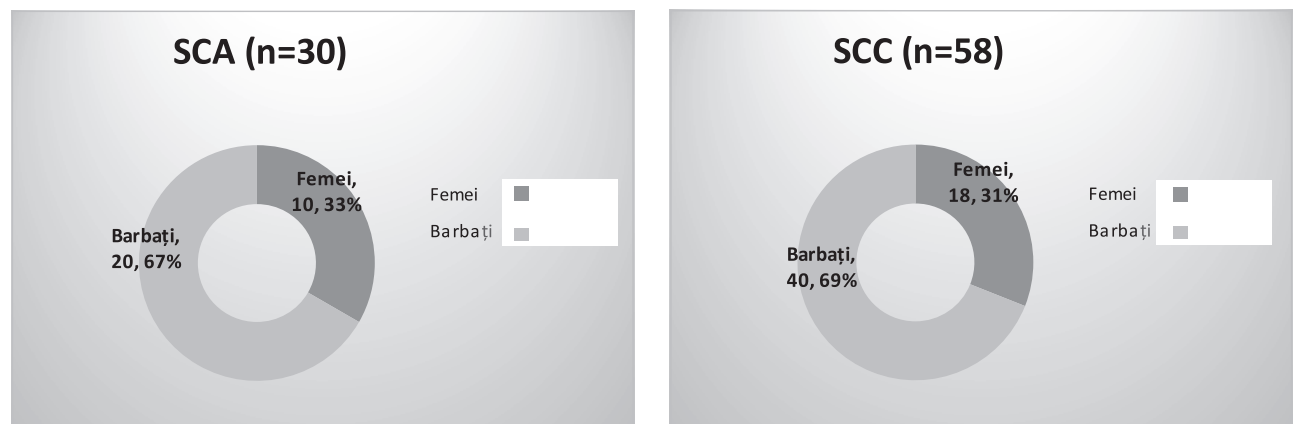 SCA (n=30)
Femei,
10, 33%
Barbați,
20, 67%
Femei
Barbați
SCC (n=58)
Femei,
18, 31%
Barbați,
40, 69%
Femei
Barbați